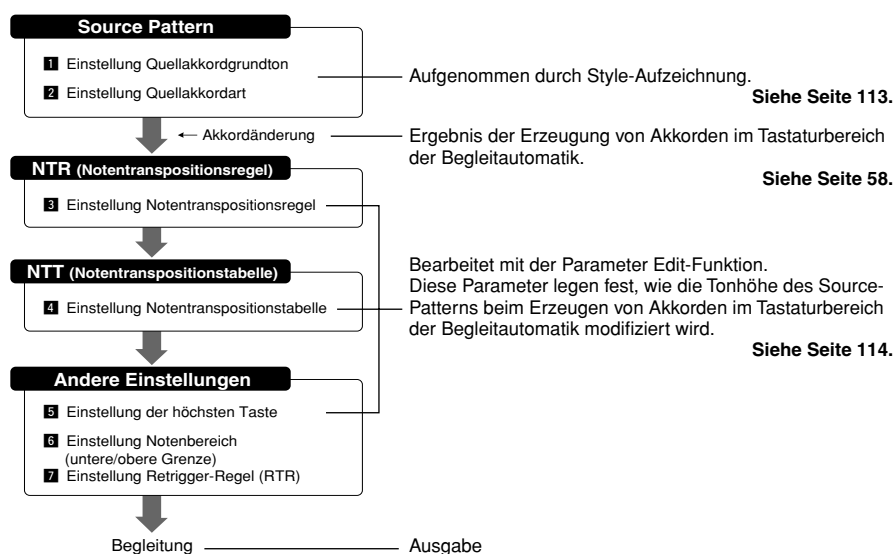 Source Pattern
1 Einstellung Quellakkordgrundton
2 Einstellung Quellakkordart
Aufgenommen durch Style-Aufzeichnung.
Siehe Seite 113.
← Akkordänderung
Ergebnis der Erzeugung von Akkorden im Tastaturbereich
der Begleitautomatik.
Siehe Seite 58.
NTR (Notentranspositionsregel)
3 Einstellung Notentranspositionsregel
NTT (Notentranspositionstabelle)
4 Einstellung Notentranspositionstabelle
Bearbeitet mit der Parameter Edit-Funktion.
Diese Parameter legen fest, wie die Tonhöhe des Source-
Patterns beim Erzeugen von Akkorden im Tastaturbereich
der Begleitautomatik modifiziert wird.
Siehe Seite 114.
Andere Einstellungen
5 Einstellung der höchsten Taste
6 Einstellung Notenbereich
(untere/obere Grenze)
7 Einstellung Retrigger-Regel (RTR)
Begleitung
Ausgabe